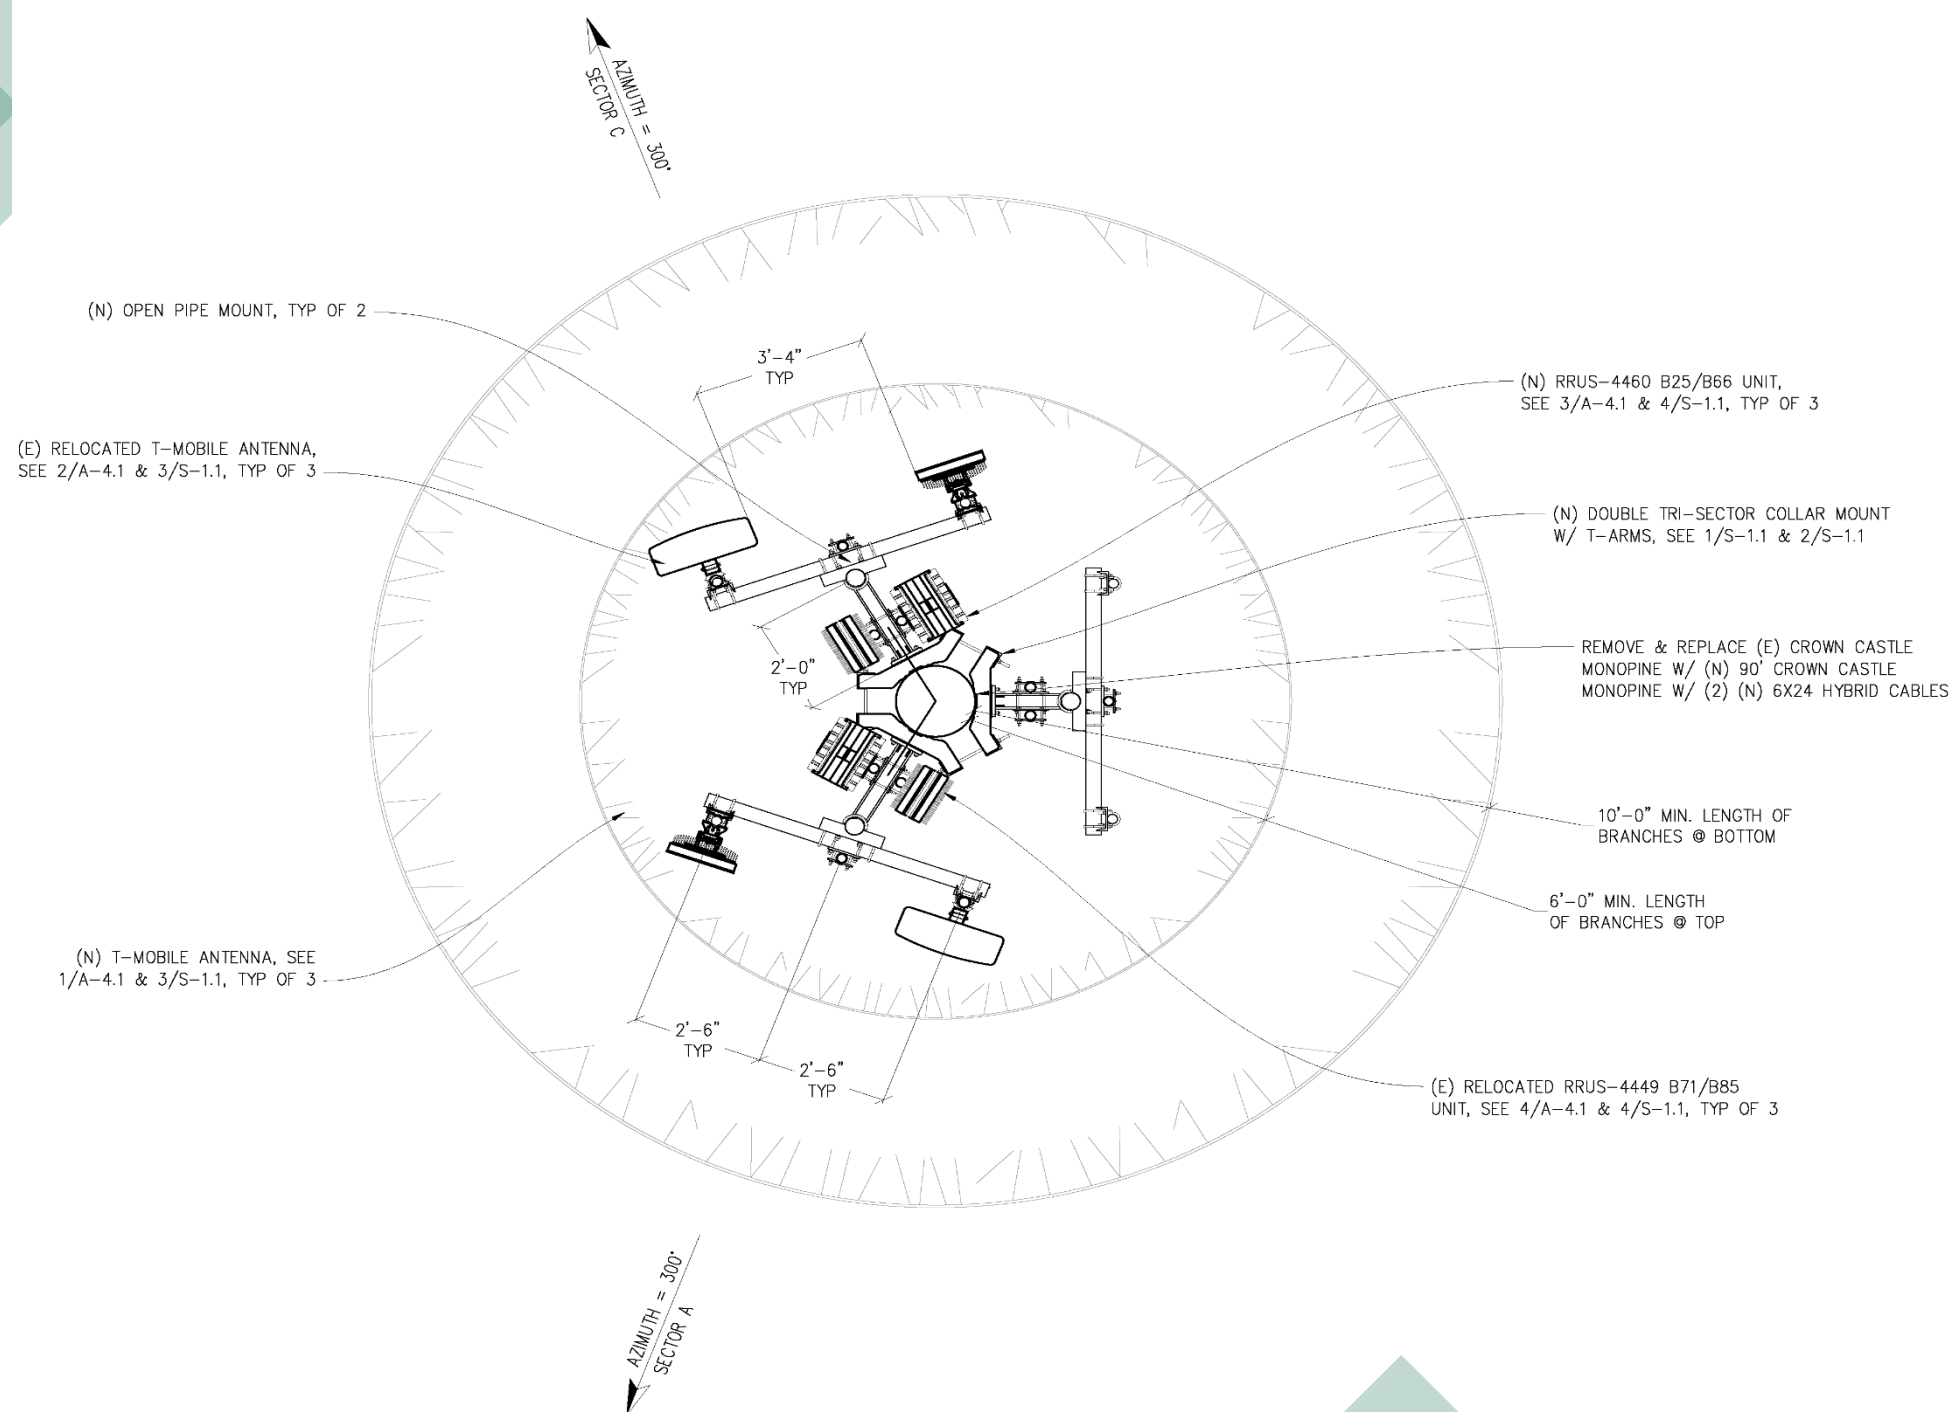 AZIMUTH = 300°
SECTOR C
(N) OPEN PIPE MOUNT, TYP OF 2
3'-4"
TYP
(N) RRUS-4460 B25/B66 UNIT,
SEE 3/A-4.1 & 4/S-1.1, TYP OF 3
(E) RELOCATED T-MOBILE ANTENNA,
SEE 2/A-4.1 & 3/S-1.1, TYP OF 3
(N) DOUBLE TRI-SECTOR COLLAR MOUNT
W/ T-ARMS, SEE 1/S-1.1 & 2/S-1.1
2'-0"
TYP
REMOVE & REPLACE (E) CROWN CASTLE
MONOPINE W/ (N) 90' CROWN CASTLE
MONOPINE W/ (2) (N) 6X24 HYBRID CABLES
10'-0" MIN. LENGTH OF
BRANCHES @ BOTTOM
6'-0" MIN. LENGTH
OF BRANCHES @ TOP
(N) T-MOBILE ANTENNA, SEE
1/A-4.1 & 3/S-1.1, TYP OF 3
2'-6"
TYP
2'-6"
TYP
(E) RELOCATED RRUS-4449 B71/B85
UNIT, SEE 4/A-4.1 & 4/S-1.1, TYP OF 3
AZIMUTH = 300°
SECTOR A